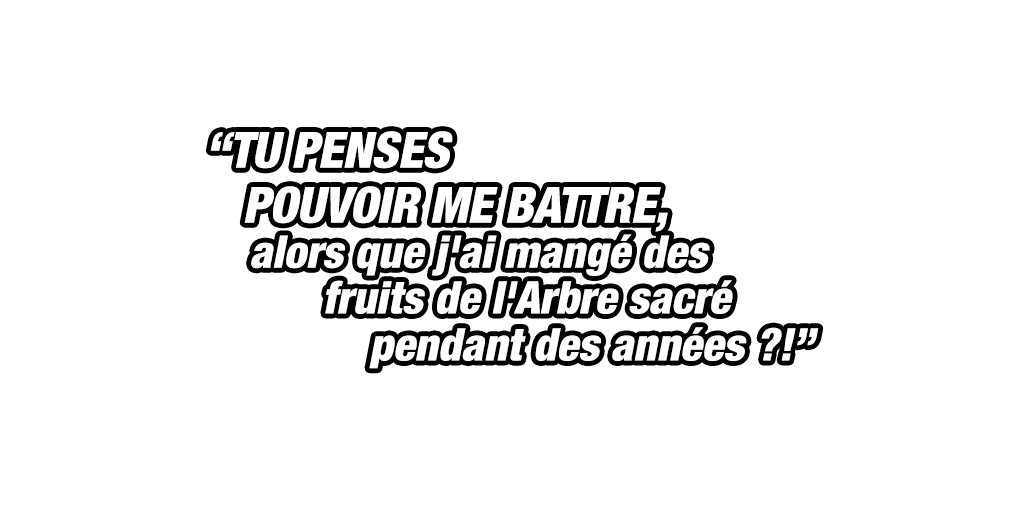 “TU PENSES
POUVOIR ME BATTRE,
alors que j'ai mangé des
fruits de l'Arbre sacré
pendant des années ?!”